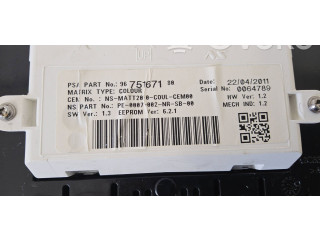 PSA PART No.: 96 751671 80
MATRIX TYPE: COLOUR
CEM No. : NS-MATT20-0-COUL-CEM00
NS PART No.: PE-0007-002-NR-SB-00
SW Ver.: 1.3 EEPROM Ver.: 6.2.1
Date: 22/04/2011
Serial No: 0064789
HW Ver.: 1.2
MECH IND: 1.3